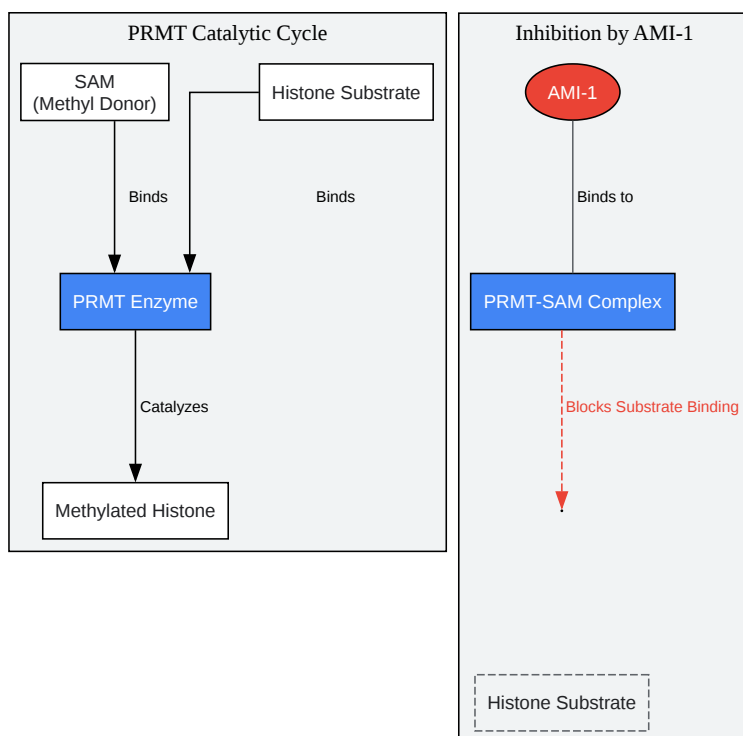 PRMT Catalytic Cycle
SAM
(Methyl Donor)
Histone Substrate
Binds
Binds
PRMT Enzyme
Catalyzes
Methylated Histone
Inhibition by AMI-1
AMI-1
Binds to
PRMT-SAM Complex
Blocks Substrate Binding
Histone Substrate